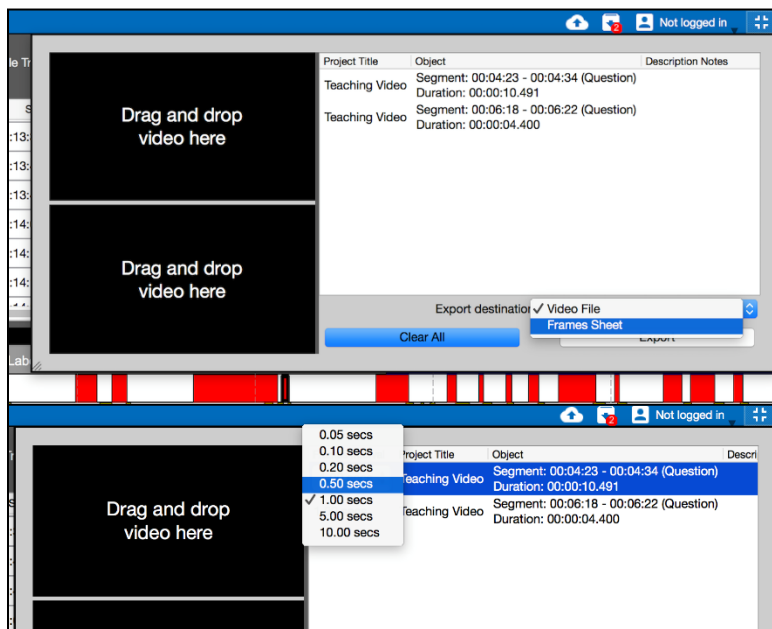 2 Not logged in
le Tr
Project Title Object Description Notes
Teaching Video Segment: 00:04:23 - 00:04:34 (Question)
Duration: 00:00:10.491
Teaching Video Segment: 00:06:18 - 00:06:22 (Question)
Duration: 00:00:04.400
S
:13:
:13:
:13:
:14:
:14:
:14:
Drag and drop
video here
Drag and drop
video here
Export destination ✓ Video File
Frames Sheet
Clear All Export
Labe
2 Not logged in
0.05 secs
0.10 secs
0.20 secs
0.50 secs
✓ 1.00 secs
5.00 secs
10.00 secs
Project Title Object Descri
Teaching Video Segment: 00:04:23 - 00:04:34 (Question)
Duration: 00:00:10.491
Teaching Video Segment: 00:06:18 - 00:06:22 (Question)
Duration: 00:00:04.400
Drag and drop
video here